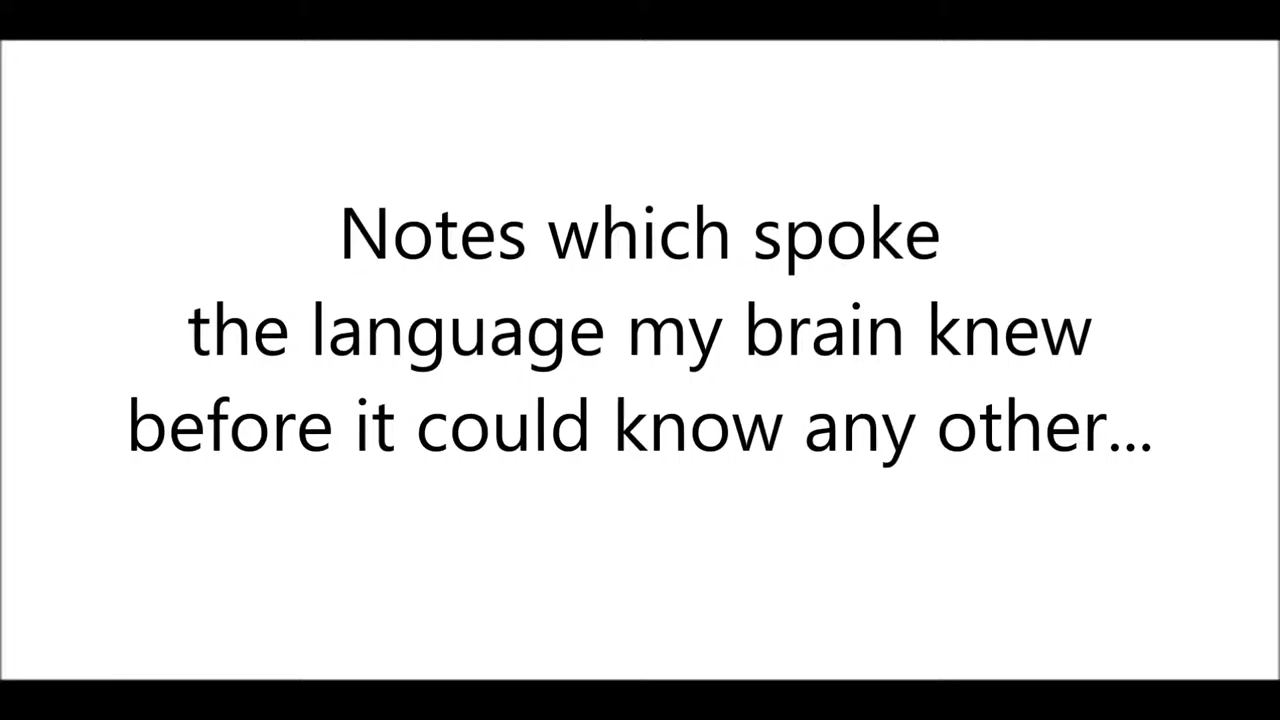 Notes which spoke
the language my brain knew
before it could know any other...